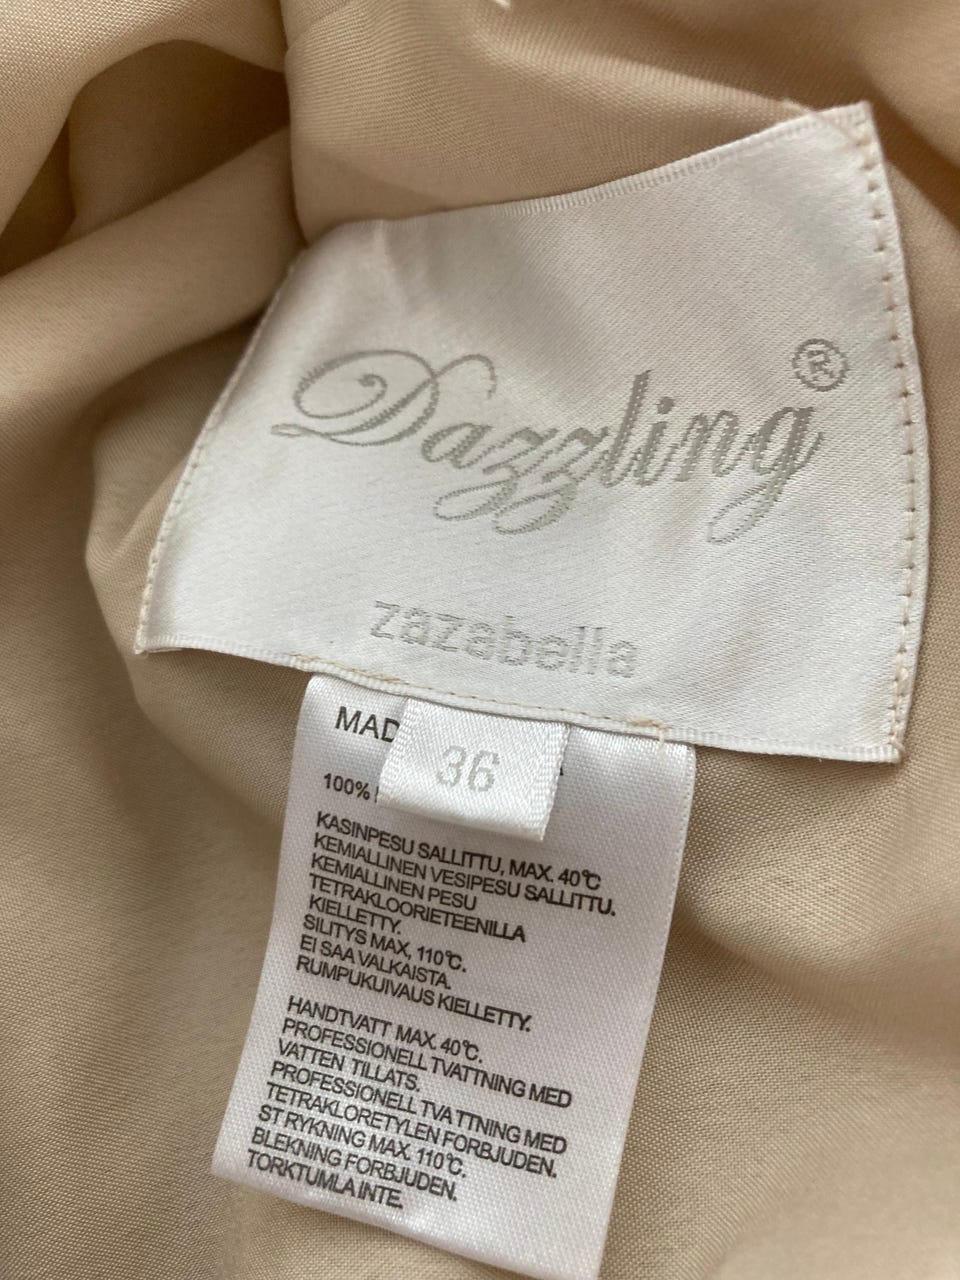 Dazzling®
zazabella
36
MAD
100%
KASINPESU SALLITTU, MAX. 40°C
KEMIALLINEN VESIPESU SALLITTU.
KEMIALLINEN PESU
TETRAKLOORIETEENILLA
KIELLETTY.
SILITYS MAX, 110°C.
EI SAA VALKAISTA.
RUMPUKUIVAUS KIELLETTY.
HANDTVATT MAX. 40°C.
PROFESSIONELL TVATTNING MED
VATTEN TILLATS.
PROFESSIONELL TVA TTNING MED
TETRAKLORETYLEN FORBJUDEN.
ST RYKNING MAX. 110°C.
BLEKNING FORBJUDEN.
TORKTUMLA INTE.